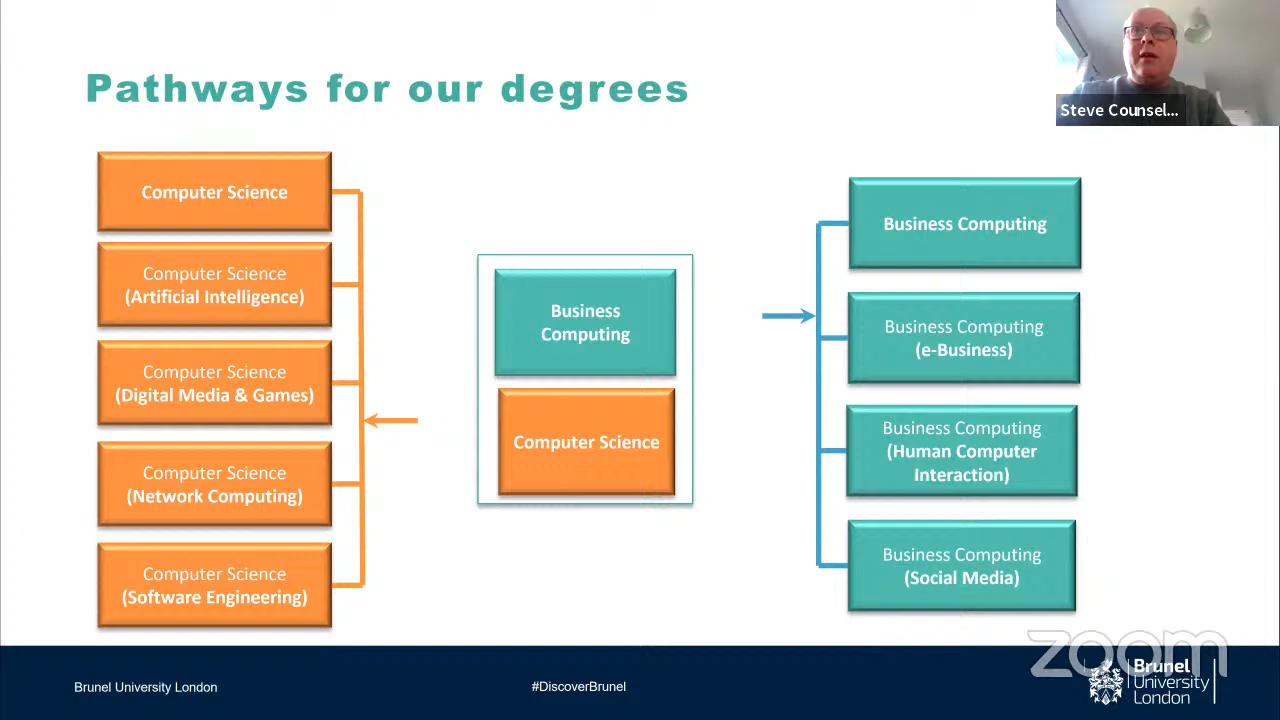 Pathways for our degrees
Steve Counsel...
Computer Science
Computer Science
(Artificial Intelligence)
Computer Science
(Digital Media & Games)
Computer Science
(Network Computing)
Computer Science
(Software Engineering)
Business
Computing
Computer Science
Business Computing
Business Computing
(e-Business)
Business Computing
(Human Computer
Interaction)
Business Computing
(Social Media)
zoom
Brunel University London
#DiscoverBrunel
Brunel
University
London